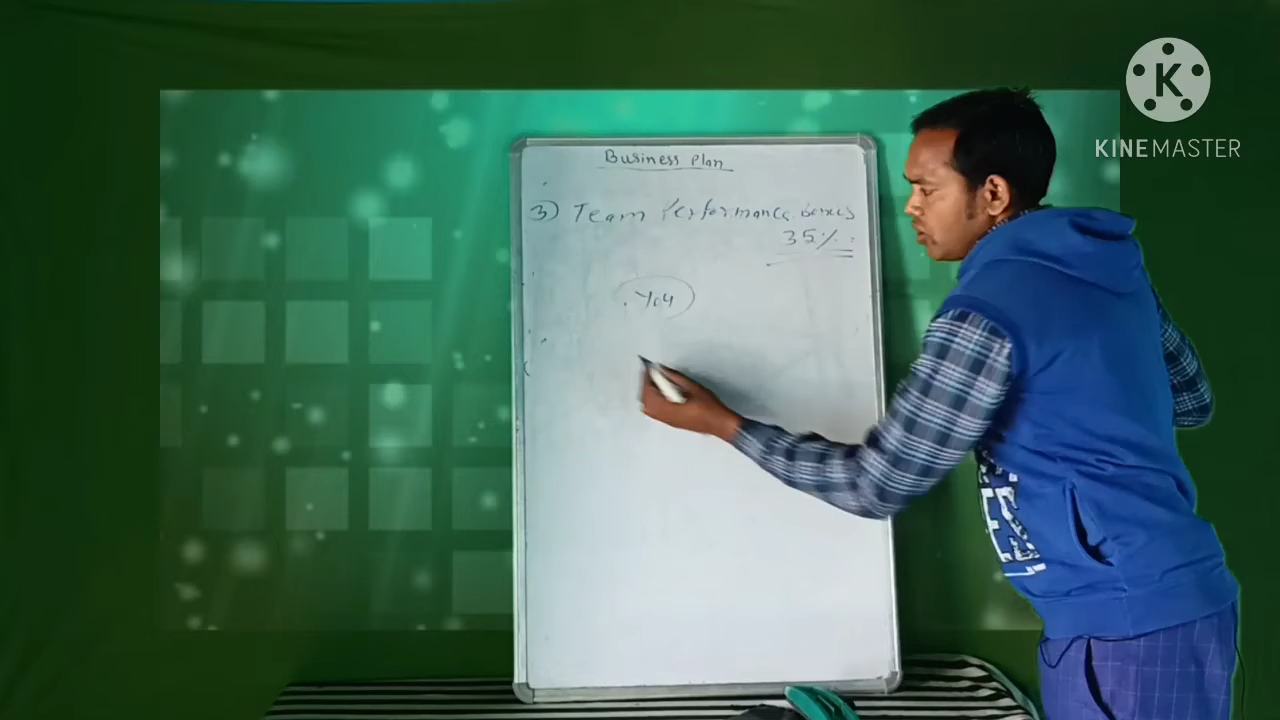 Business Plan
3) Team Performance Bonus
35%
You
K
KINEMASTER